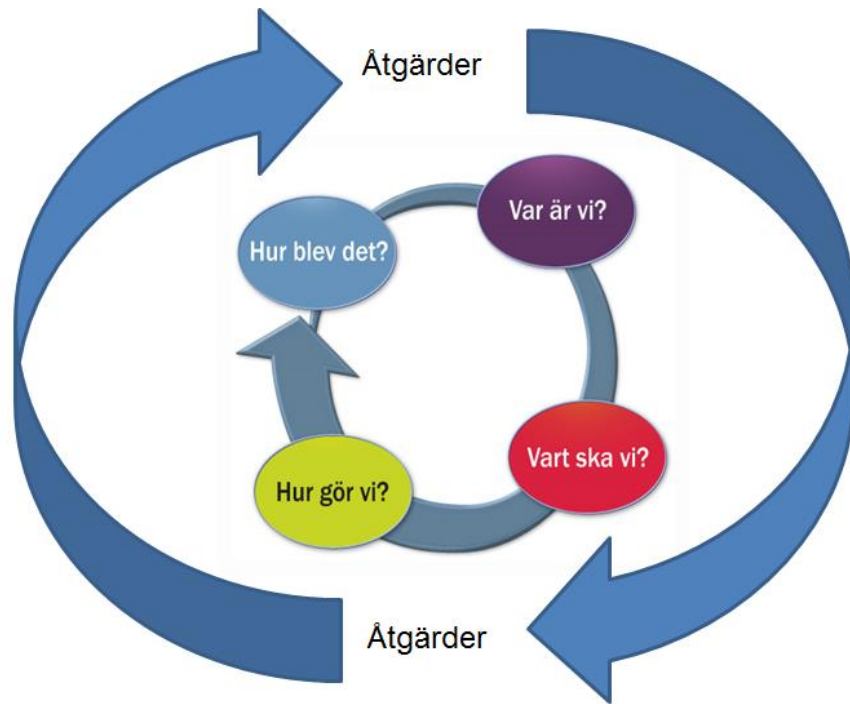 Åtgärder
Var är vi?
Hur blev det?
Vart ska vi?
Hur gör vi?
Åtgärder